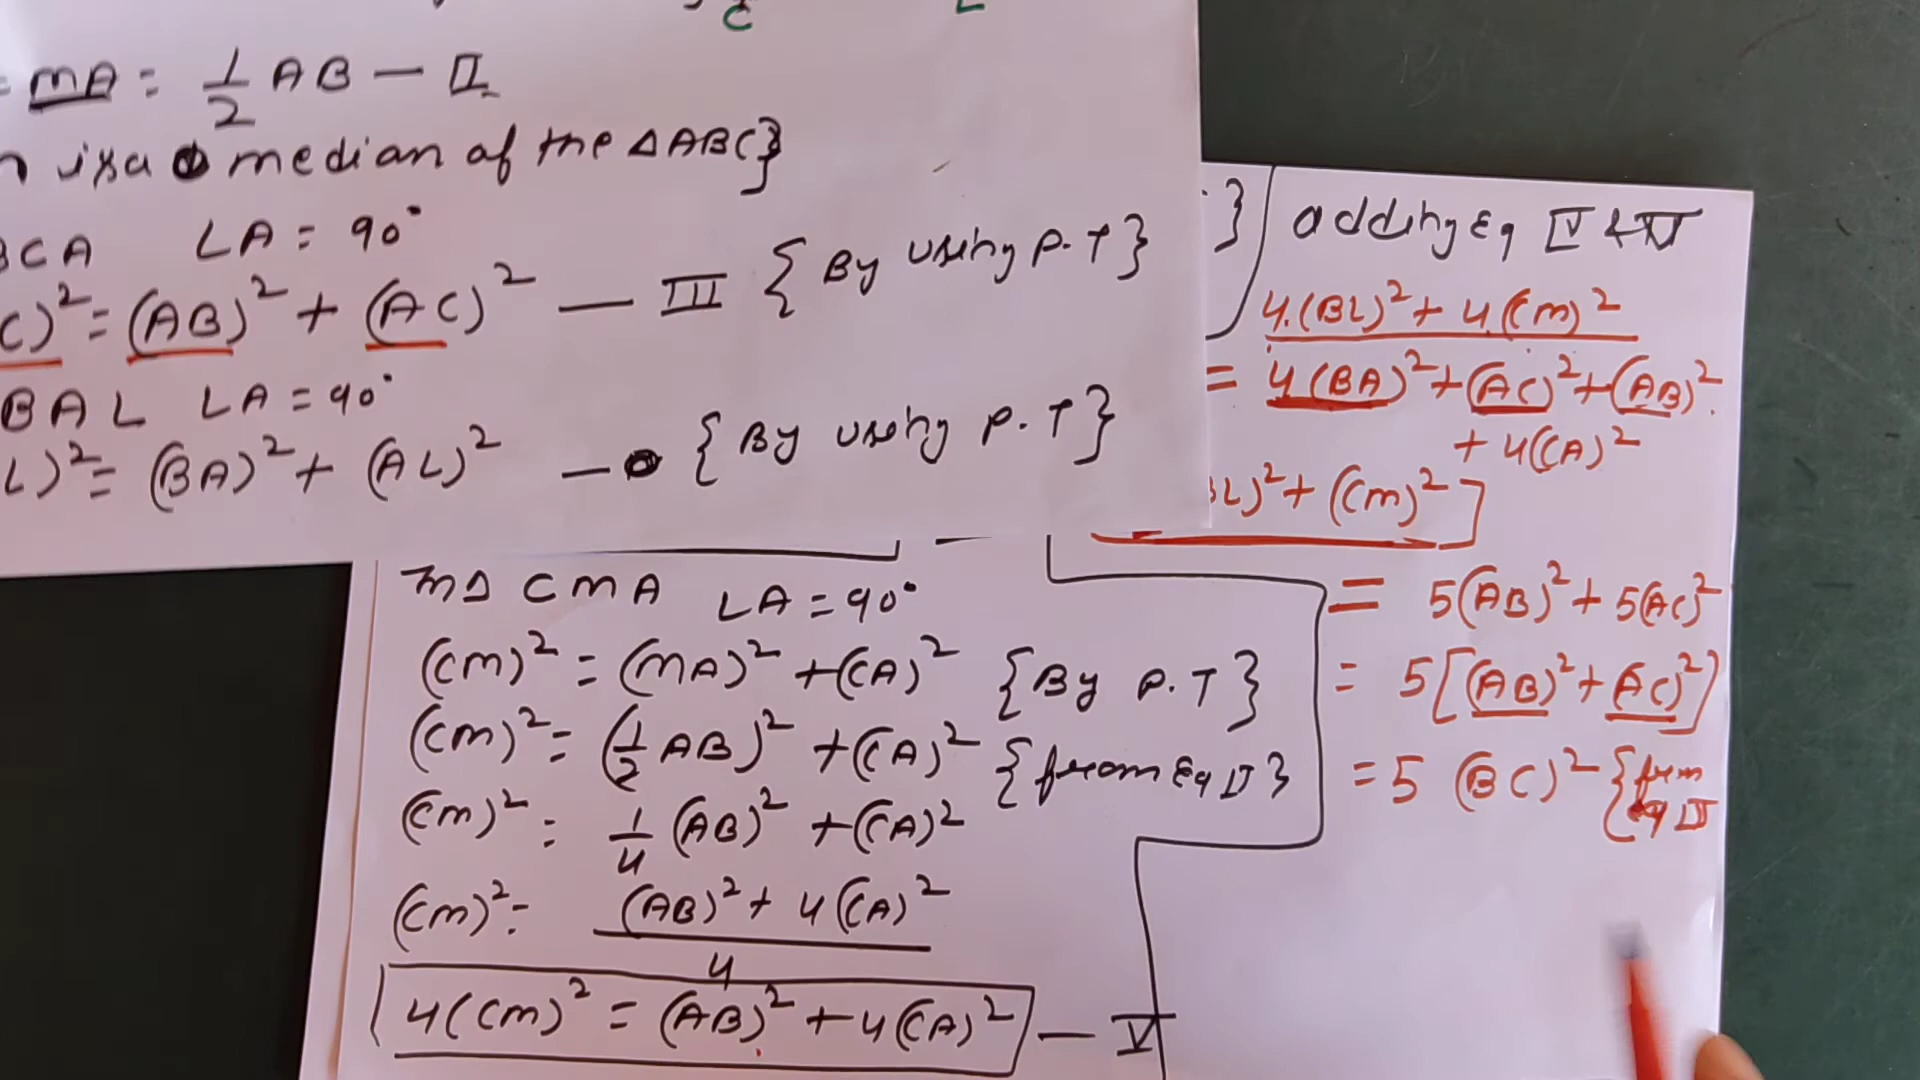 C L
MA = 1/2 AB — II
is a median of the ΔABC}
BCA ∠A = 90°
C)² = (AB)² + (AC)² — III {By using P.T}
BAL ∠A = 90°
L)² = (BA)² + (AL)² — {By using P.T}
In Δ CMA ∠A = 90°
(CM)² = (MA)² + (CA)² {By P.T}
(CM)² = (1/2 AB)² + (CA)² {from Eq II}
(CM)² = 1/4 (AB)² + (CA)²
(CM)² = (AB)² + 4(CA)² / 4
4(CM)² = (AB)² + 4(CA)² — V
} adding Eq IV & V
4.(BL)² + 4(CM)²
= 4(BA)² + (AC)² + (AB)².
+ 4(CA)²
BL)² + (CM)²]
= 5(AB)² + 5(AC)²
= 5[(AB)² + (AC)²]
= 5 (BC)² {from
Eq III